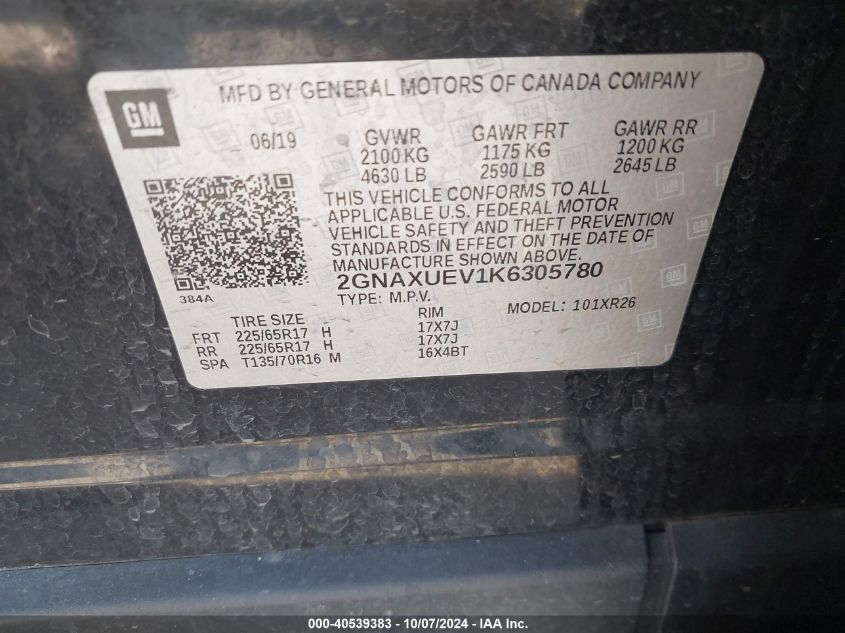 MFD BY GENERAL MOTORS OF CANADA COMPANY
GM
06/19 GVWR GAWR FRT GAWR RR
2100 KG 1175 KG 1200 KG
4630 LB 2590 LB 2645 LB
THIS VEHICLE CONFORMS TO ALL
APPLICABLE U.S. FEDERAL MOTOR
VEHICLE SAFETY AND THEFT PREVENTION
STANDARDS IN EFFECT ON THE DATE OF
MANUFACTURE SHOWN ABOVE.
2GNAXUEV1K6305780
384A
TYPE: M.P.V. MODEL: 101XR26
TIRE SIZE RIM
FRT 225/65R17 H 17X7J
RR 225/65R17 H 17X7J
SPA T135/70R16 M 16X4BT
000-40539383 - 10/07/2024 - IAA Inc.